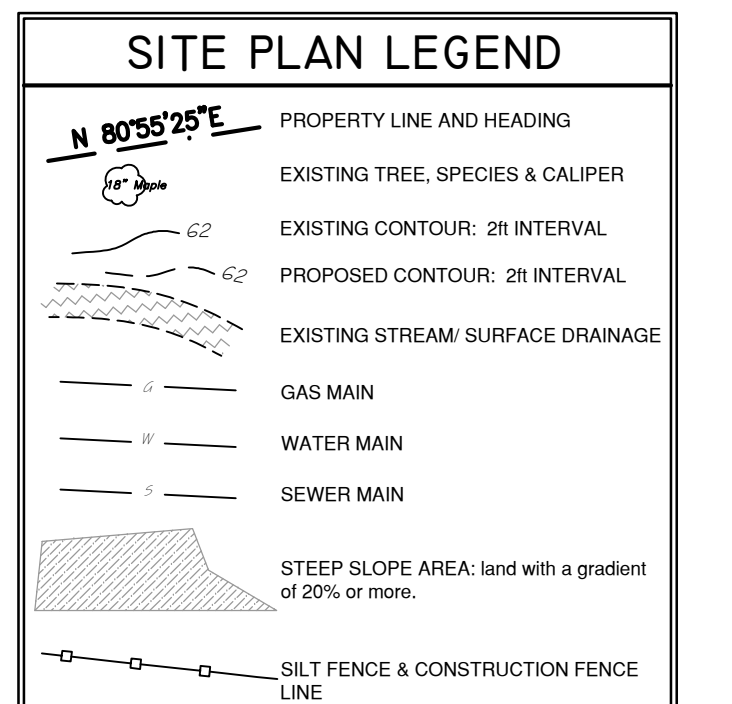 SITE PLAN LEGEND
N 80°55'25"E
PROPERTY LINE AND HEADING
18" Maple
EXISTING TREE, SPECIES & CALIPER
62
EXISTING CONTOUR: 2ft INTERVAL
62
PROPOSED CONTOUR: 2ft INTERVAL
EXISTING STREAM/ SURFACE DRAINAGE
G
GAS MAIN
W
WATER MAIN
S
SEWER MAIN
STEEP SLOPE AREA: land with a gradient
of 20% or more.
SILT FENCE & CONSTRUCTION FENCE
LINE